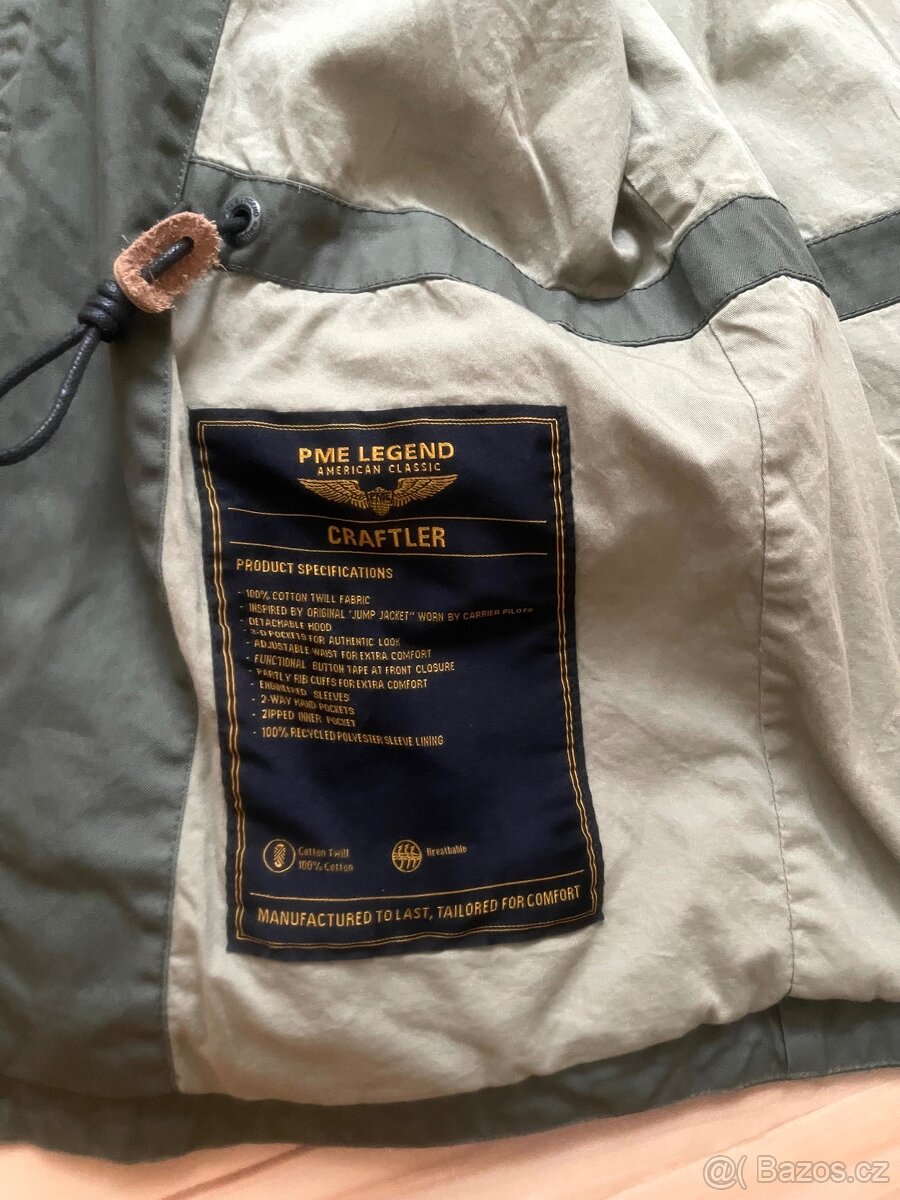 PME LEGEND
AMERICAN CLASSIC
PME
CRAFTLER
PRODUCT SPECIFICATIONS
- 100% COTTON TWILL FABRIC
- INSPIRED BY ORIGINAL "JUMP JACKET" WORN BY CARRIER PILOTS
- DETACHABLE HOOD
- 3-D POCKETS FOR AUTHENTIC LOOK
- ADJUSTABLE WAIST FOR EXTRA COMFORT
- FUNCTIONAL BUTTON TAPE AT FRONT CLOSURE
- PARTLY RIB CUFFS FOR EXTRA COMFORT
- ENGINEERED SLEEVES
- 2-WAY HAND POCKETS
- ZIPPED INNER POCKET
- 100% RECYCLED POLYESTER SLEEVE LINING
Cotton Twill
100% Cotton
Breathable
MANUFACTURED TO LAST, TAILORED FOR COMFORT
@( Bazos.cz